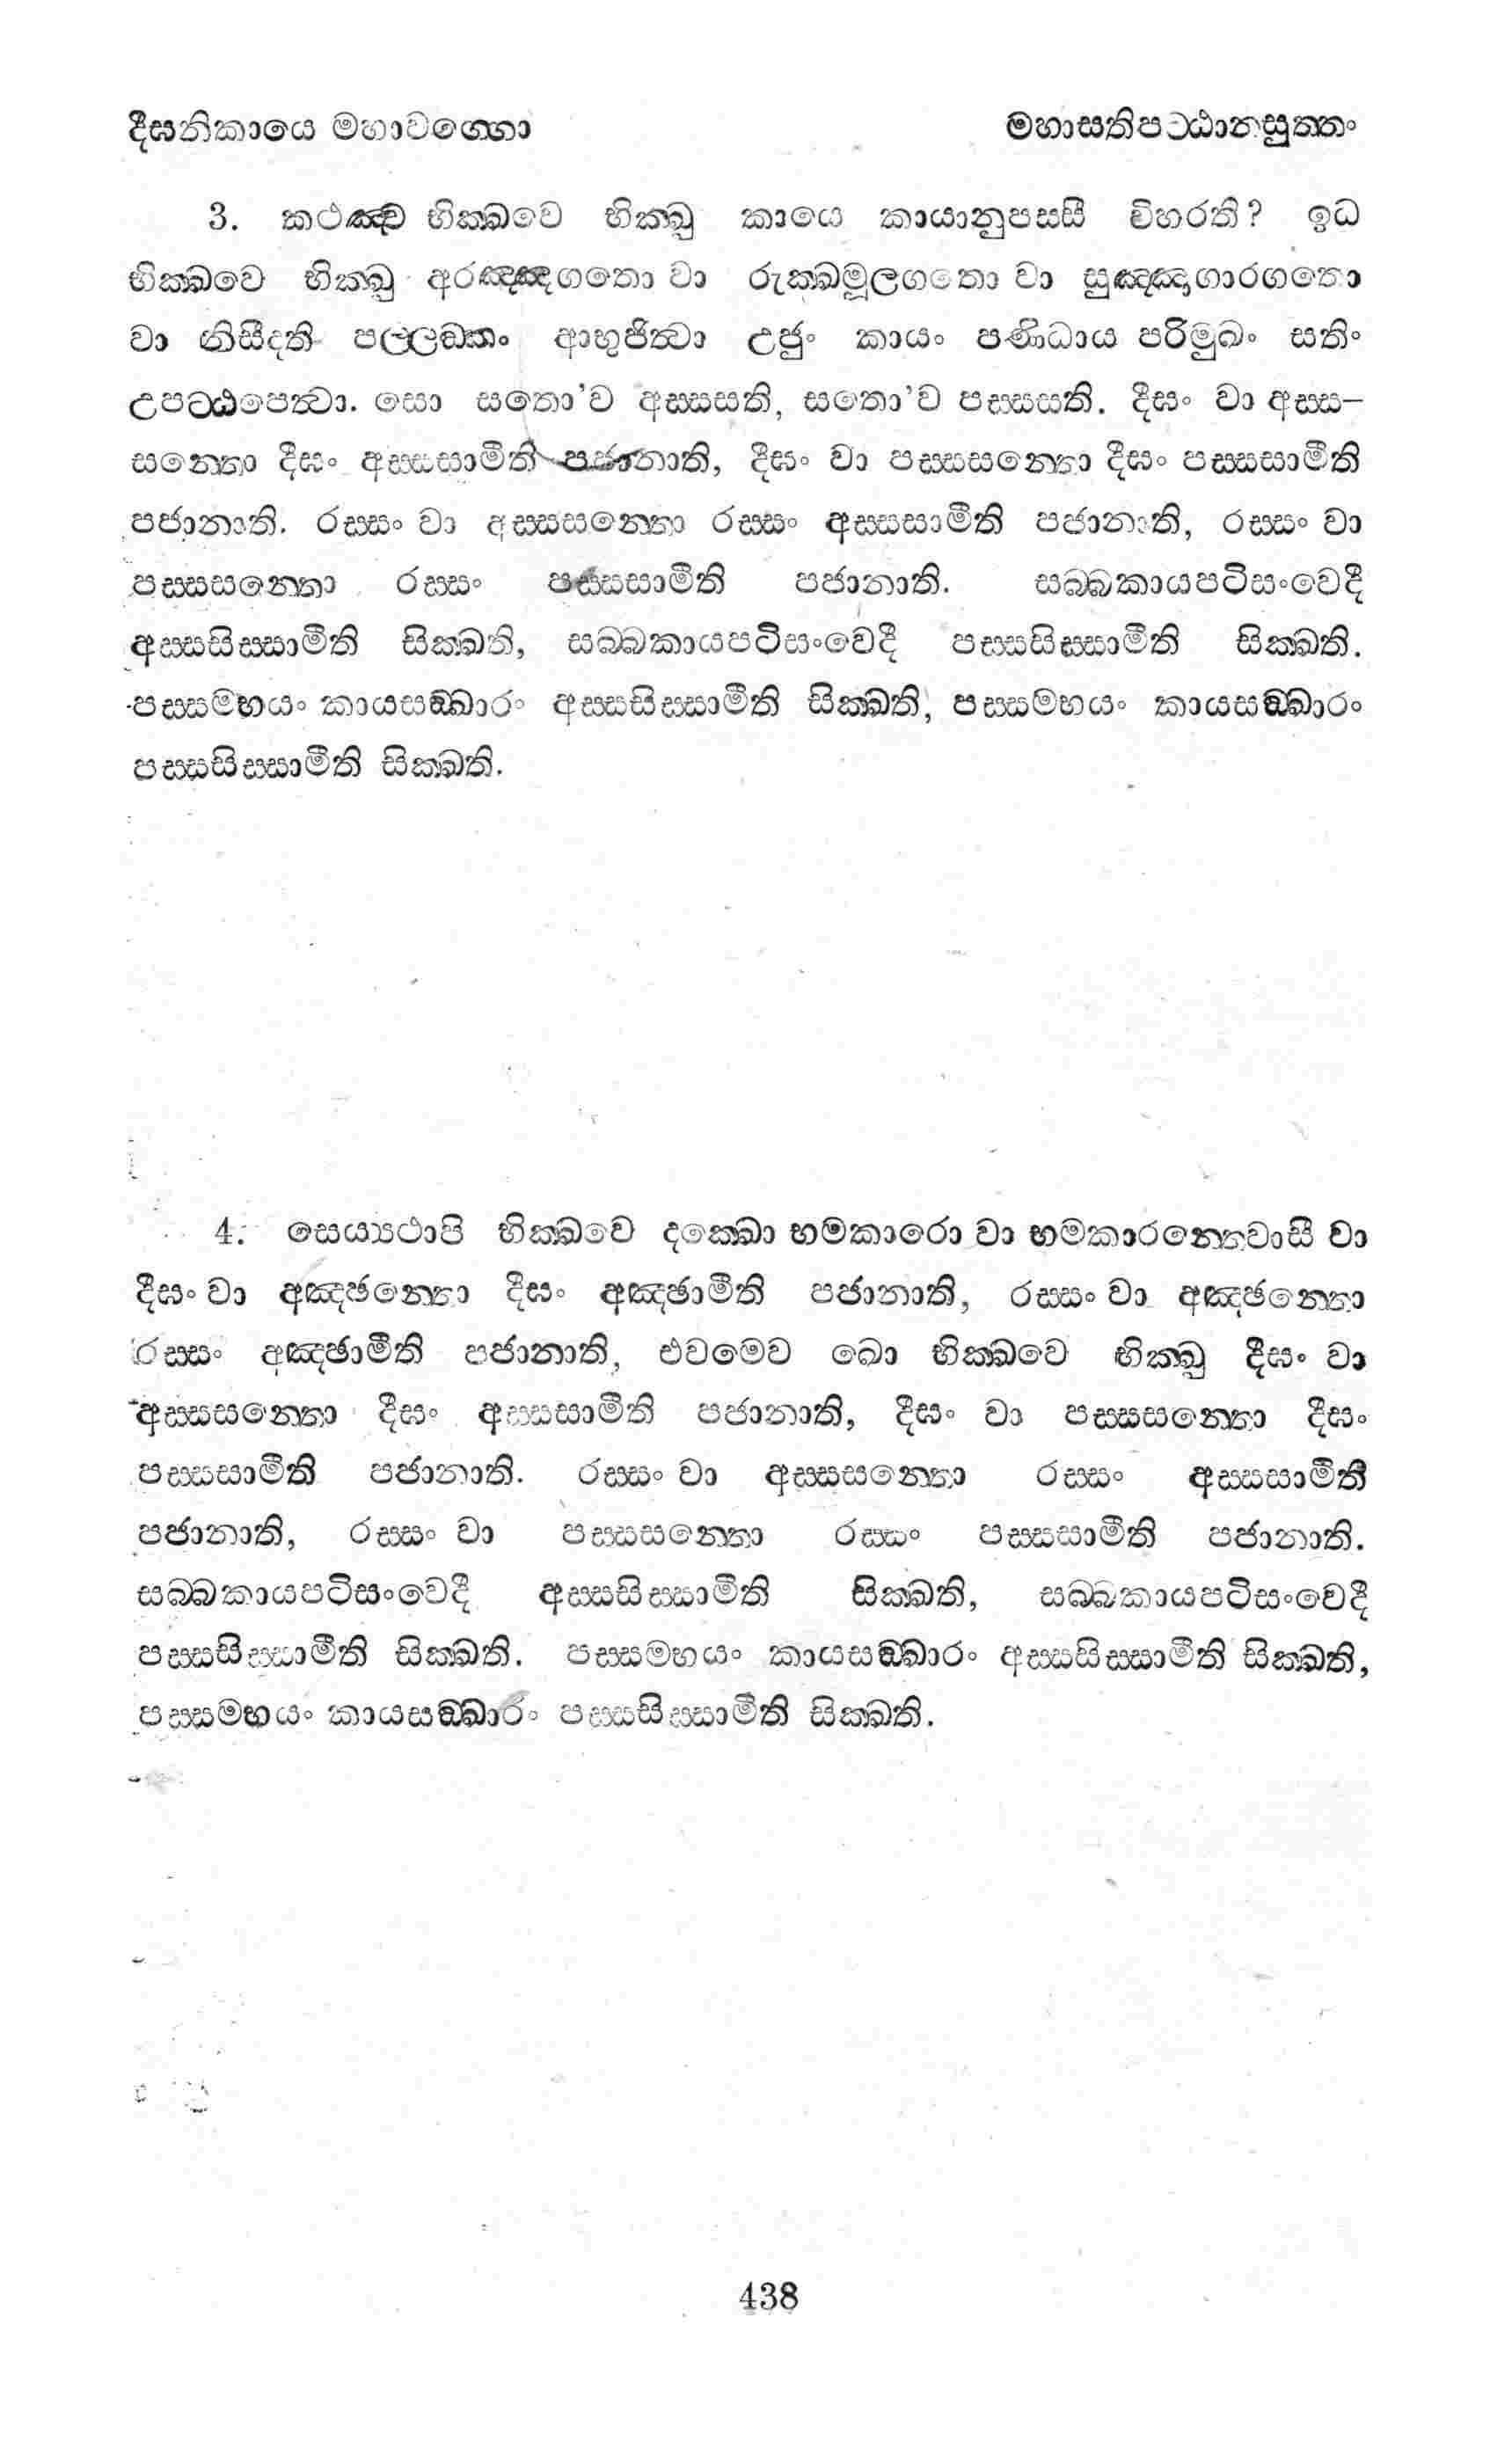 දීඝනිකායෙ මහාවග්ගො මහාසතිපට්ඨානසුත්තං
3. කථඤ්ච භික්ඛවෙ භික්ඛු කායෙ කායානුපස්සී විහරති? ඉධ
භික්ඛවෙ භික්ඛු අරඤ්ඤගතො වා රුක්ඛමූලගතො වා සුඤ්ඤාගාරගතො
වා නිසීදති පල්ලඞ්කං ආභුජිත්වා උජුං කායං පණිධාය පරිමුඛං සතිං
උපට්ඨපෙත්වා. සො සතො'ව අස්සසති, සතො'ව පස්සසති. දීඝං වා අස්ස-
සන්තො දීඝං අස්සසාමීති පජානාති, දීඝං වා පස්සසන්තො දීඝං පස්සසාමීති
පජානාති. රස්සං වා අස්සසන්තො රස්සං අස්සසාමීති පජානාති, රස්සං වා
පස්සසන්තො රස්සං පස්සසාමීති පජානාති. සබ්බකායපටිසංවෙදී
අස්සසිස්සාමීති සික්ඛති, සබ්බකායපටිසංවෙදී පස්සසිස්සාමීති සික්ඛති.
පස්සම්භයං කායසඞ්ඛාරං අස්සසිස්සාමීති සික්ඛති, පස්සම්භයං කායසඞ්ඛාරං
පස්සසිස්සාමීති සික්ඛති.
4. සෙය්‍යථාපි භික්ඛවෙ දක්ඛො භමකාරො වා භමකාරන්තෙවාසී වා
දීඝං වා අඤ්ඡන්තො දීඝං අඤ්ඡාමීති පජානාති, රස්සං වා අඤ්ඡන්තො
රස්සං අඤ්ඡාමීති පජානාති, එවමෙව ඛො භික්ඛවෙ භික්ඛු දීඝං වා
අස්සසන්තො දීඝං අස්සසාමීති පජානාති, දීඝං වා පස්සසන්තො දීඝං
පස්සසාමීති පජානාති. රස්සං වා අස්සසන්තො රස්සං අස්සසාමීති
පජානාති, රස්සං වා පස්සසන්තො රස්සං පස්සසාමීති පජානාති.
සබ්බකායපටිසංවෙදී අස්සසිස්සාමීති සික්ඛති, සබ්බකායපටිසංවෙදී
පස්සසිස්සාමීති සික්ඛති. පස්සම්භයං කායසඞ්ඛාරං අස්සසිස්සාමීති සික්ඛති,
පස්සම්භයං කායසඞ්ඛාරං පස්සසිස්සාමීති සික්ඛති.
438